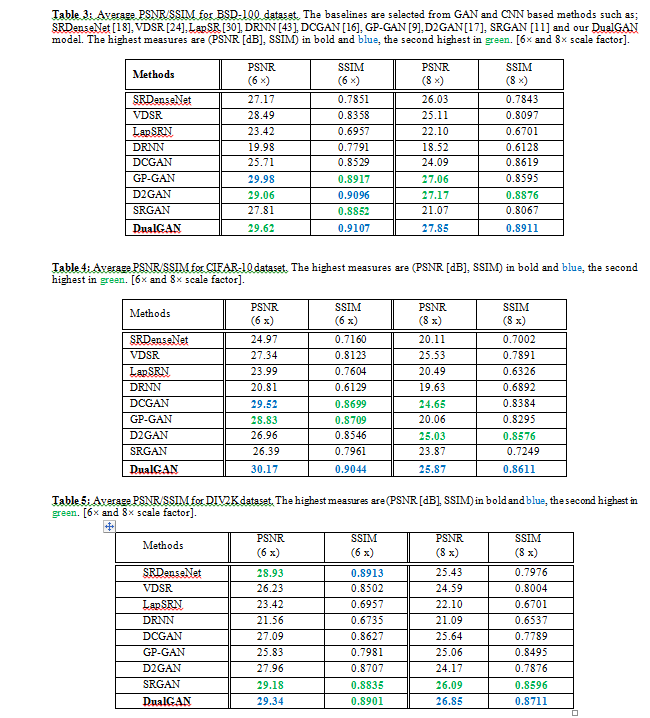 Table 3: Average PSNR/SSIM for BSD-100 dataset. The baselines are selected from GAN and CNN based methods such as;
SRDenseNet [18], VDSR [24], LapSR [30], DRNN [43], DCGAN [16], GP-GAN [9], D2GAN [17], SRGAN [11] and our DualGAN
model. The highest measures are (PSNR [dB], SSIM) in bold and blue, the second highest in green. [6× and 8× scale factor].
Methods PSNR (6 ×) SSIM (6 ×) PSNR (8 ×) SSIM (8 ×)
SRDenseNet 27.17 0.7851 26.03 0.7843
VDSR 28.49 0.8358 25.11 0.8097
LapSRN 23.42 0.6957 22.10 0.6701
DRNN 19.98 0.7791 18.52 0.6128
DCGAN 25.71 0.8529 24.09 0.8619
GP-GAN 29.98 0.8917 27.06 0.8595
D2GAN 29.06 0.9096 27.17 0.8876
SRGAN 27.81 0.8852 21.07 0.8067
DualGAN 29.62 0.9107 27.85 0.8911
Table 4: Average PSNR/SSIM for CIFAR-10 dataset. The highest measures are (PSNR [dB], SSIM) in bold and blue, the second
highest in green. [6× and 8× scale factor].
Methods PSNR (6 x) SSIM (6 x) PSNR (8 x) SSIM (8 x)
SRDenseNet 24.97 0.7160 20.11 0.7002
VDSR 27.34 0.8123 25.53 0.7891
LapSRN 23.99 0.7604 20.49 0.6326
DRNN 20.81 0.6129 19.63 0.6892
DCGAN 29.52 0.8699 24.65 0.8384
GP-GAN 28.83 0.8709 20.06 0.8295
D2GAN 26.96 0.8546 25.03 0.8576
SRGAN 26.39 0.7961 23.87 0.7249
DualGAN 30.17 0.9044 25.87 0.8611
Table 5: Average PSNR/SSIM for DIV2K dataset. The highest measures are (PSNR [dB], SSIM) in bold and blue, the second highest in
green. [6× and 8× scale factor].
Methods PSNR (6 x) SSIM (6 x) PSNR (8 x) SSIM (8 x)
SRDenseNet 28.93 0.8913 25.43 0.7976
VDSR 26.23 0.8502 24.59 0.8004
LapSRN 23.42 0.6957 22.10 0.6701
DRNN 21.56 0.6735 21.09 0.6537
DCGAN 27.09 0.8627 25.64 0.7789
GP-GAN 25.83 0.7981 25.06 0.8495
D2GAN 27.96 0.8707 24.17 0.7876
SRGAN 29.18 0.8835 26.09 0.8596
DualGAN 29.34 0.8901 26.85 0.8711